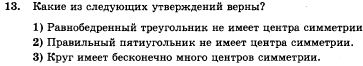 13. Какие из следующих утверждений верны?
1) Равнобедренный треугольник не имеет центра симметрии
2) Правильный пятиугольник не имеет центра симметрии.
3) Круг имеет бесконечно много центров симметрии.